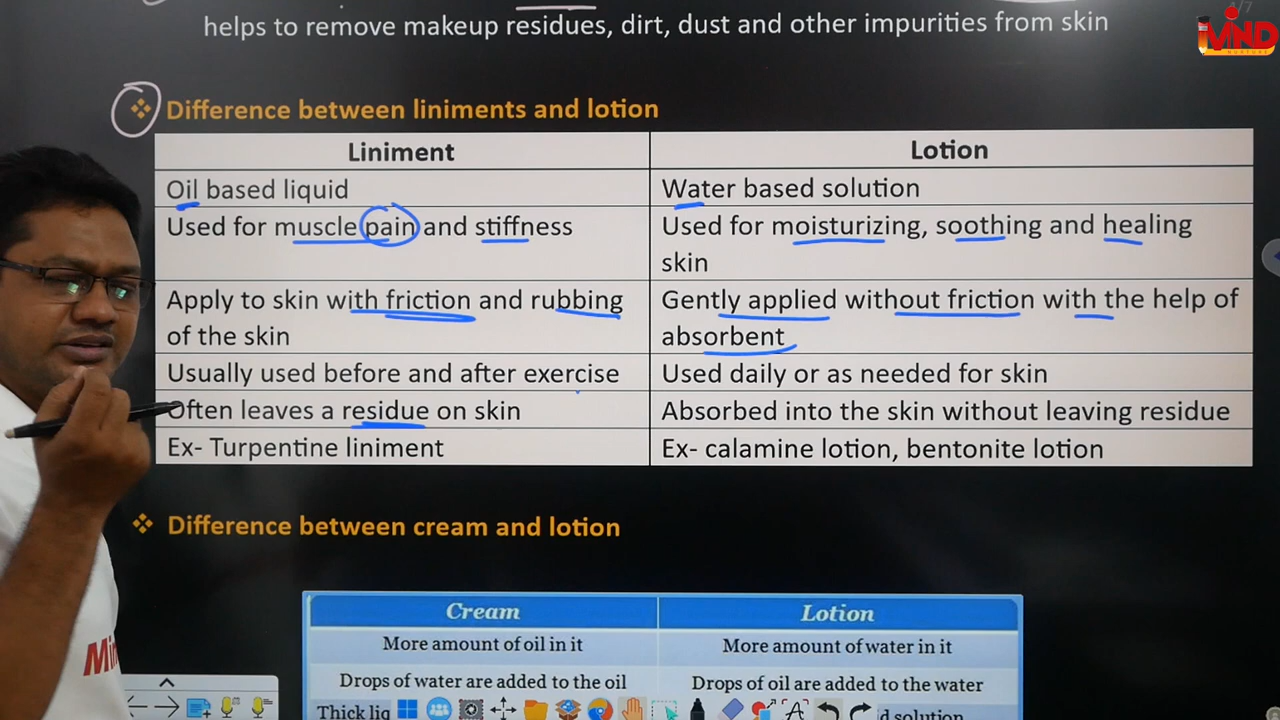 helps to remove makeup residues, dirt, dust and other impurities from skin
4/7
MIND
❖ Difference between liniments and lotion
Liniment
Lotion
Oil based liquid
Water based solution
Used for muscle pain and stiffness
Used for moisturizing, soothing and healing
skin
Apply to skin with friction and rubbing
of the skin
Gently applied without friction with the help of
absorbent
Usually used before and after exercise
Used daily or as needed for skin
Often leaves a residue on skin
Absorbed into the skin without leaving residue
Ex- Turpentine liniment
Ex- calamine lotion, bentonite lotion
❖ Difference between cream and lotion
Cream
Lotion
More amount of oil in it
More amount of water in it
Drops of water are added to the oil
Drops of oil are added to the water
Thick liq
d solution